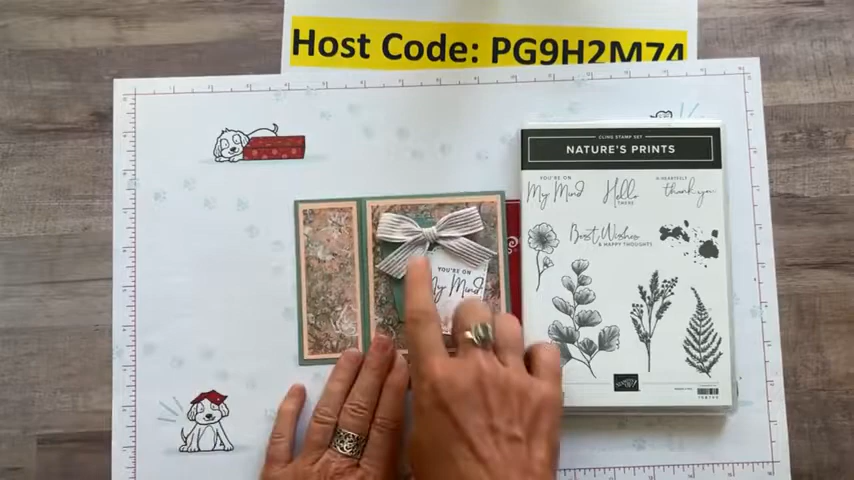 Host Code: PG9H2M74
CLING STAMP SET
NATURE'S PRINTS
YOU'RE ON
My Mind
Hello
THERE
A HEARTFELT
thank you
Best Wishes
& HAPPY THOUGHTS
YOU'RE ON
My Mind